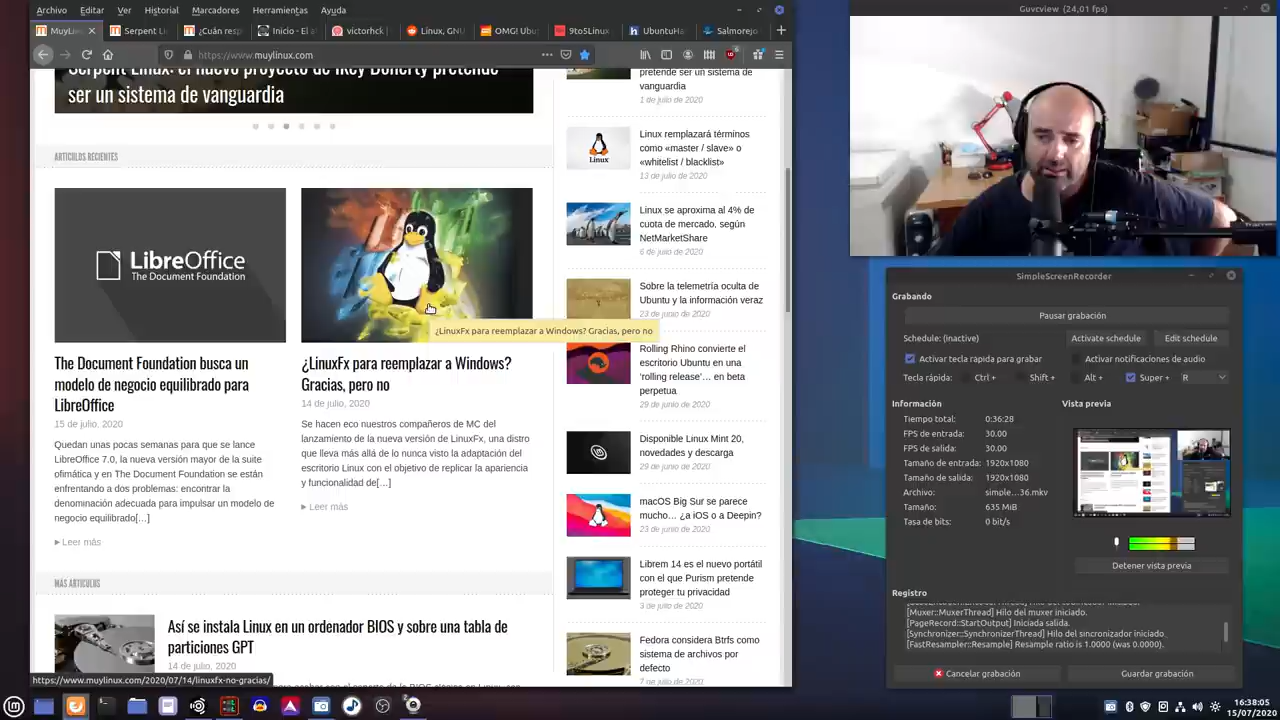 Archivo Editar Ver Historial Marcadores Herramientas Ayuda
MuyLinu
Serpent Li
¿Cuán resp
Inicio - El a
victorhck
Linux, GNU
OMG! Ubu
9to5Linux
UbuntuHa
Salmorejo
https://www.muylinux.com
Serpent Linux: el nuevo proyecto de Ikey Doherty pretende
ser un sistema de vanguardia
ARTÍCULOS RECIENTES
LibreOffice
The Document Foundation
¿LinuxFx para reemplazar a Windows? Gracias, pero no
The Document Foundation busca un
modelo de negocio equilibrado para
LibreOffice
15 de julio, 2020
Quedan unas pocas semanas para que se lance
LibreOffice 7.0, la nueva versión mayor de la suite
ofimática y en The Document Foundation se están
enfrentando a dos problemas: encontrar la
denominación adecuada para impulsar un modelo de
negocio equilibrado[...]
Leer más
¿LinuxFx para reemplazar a Windows?
Gracias, pero no
14 de julio, 2020
Se hacen eco nuestros compañeros de MC del
lanzamiento de la nueva versión de LinuxFx, una distro
que lleva más allá de lo nunca visto la adaptación del
escritorio Linux con el objetivo de replicar la apariencia
y funcionalidad de[...]
Leer más
MÁS ARTÍCULOS
Así se instala Linux en un ordenador BIOS y sobre una tabla de
particiones GPT
14 de julio, 2020
https://www.muylinux.com/2020/07/14/linuxfx-no-gracias/
pretende ser un sistema de
vanguardia
1 de julio de 2020
Linux
Linux remplazará términos
como «master / slave» o
«whitelist / blacklist»
13 de julio de 2020
Linux se aproxima al 4% de
cuota de mercado, según
NetMarketShare
6 de julio de 2020
Sobre la telemetría oculta de
Ubuntu y la información veraz
23 de junio de 2020
Rolling Rhino convierte el
escritorio Ubuntu en una
'rolling release'... en beta
perpetua
29 de junio de 2020
Disponible Linux Mint 20,
novedades y descarga
29 de junio de 2020
macOS Big Sur se parece
mucho... ¿a iOS o a Deepin?
23 de junio de 2020
Librem 14 es el nuevo portátil
con el que Purism pretende
proteger tu privacidad
3 de julio de 2020
Fedora considera Btrfs como
sistema de archivos por
defecto
7 de julio de 2020
Guvcview (24,01 fps)
SimpleScreenRecorder
Grabando
Pausar grabación
Schedule: (inactive)
Activate schedule
Edit schedule
Activar tecla rápida para grabar
Activar notificaciones de audio
Tecla rápida: Ctrl + Shift + Alt + Super + R
Información
Vista previa
Tiempo total: 0:36:28
FPS de entrada: 30.00
FPS de salida: 30.00
Tamaño de entrada: 1920x1080
Tamaño de salida: 1920x1080
Archivo: simple...36.mkv
Tamaño: 635 MiB
Tasa de bits: 0 bit/s
Detener vista previa
Registro
[Muxer::MuxerThread] Hilo del muxer iniciado.
[PageRecord::StartOutput] Iniciada salida.
[Synchronizer::SynchronizerThread] Hilo del sincronizador iniciado.
[FastResampler::Resample] Resample ratio is 1.0000 (was 0.0000).
Cancelar grabación
Guardar grabación
16:38:05
15/07/2020